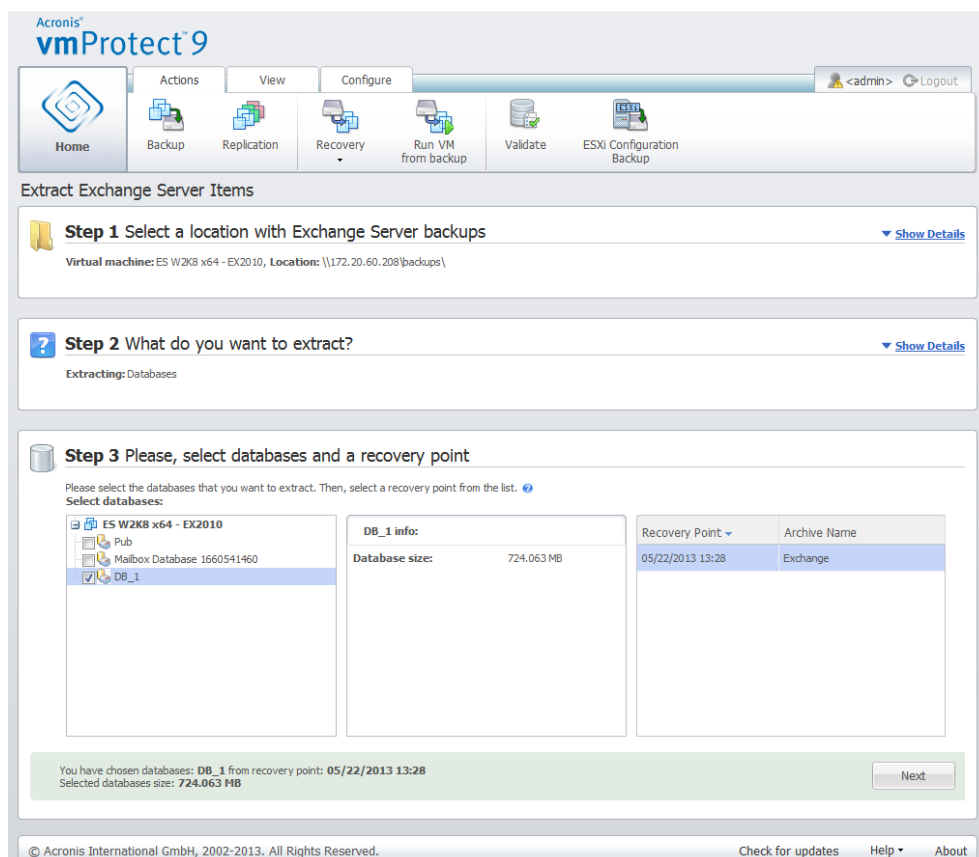 Acronis®
vmProtect™9
Actions View Configure
<admin> Logout
Home
Backup
Replication
Recovery
Run VM
from backup
Validate
ESXi Configuration
Backup
Extract Exchange Server Items
Step 1 Select a location with Exchange Server backups
Show Details
Virtual machine: ES W2K8 x64 - EX2010, Location: \\172.20.60.208\backups\
Step 2 What do you want to extract?
Show Details
Extracting: Databases
Step 3 Please, select databases and a recovery point
Please select the databases that you want to extract. Then, select a recovery point from the list.
Select databases:
ES W2K8 x64 - EX2010
Pub
Mailbox Database 1660541460
DB_1
DB_1 info:
Database size: 724.063 MB
Recovery Point Archive Name
05/22/2013 13:28 Exchange
You have chosen databases: DB_1 from recovery point: 05/22/2013 13:28
Selected databases size: 724.063 MB
Next
© Acronis International GmbH, 2002-2013. All Rights Reserved.
Check for updates Help About